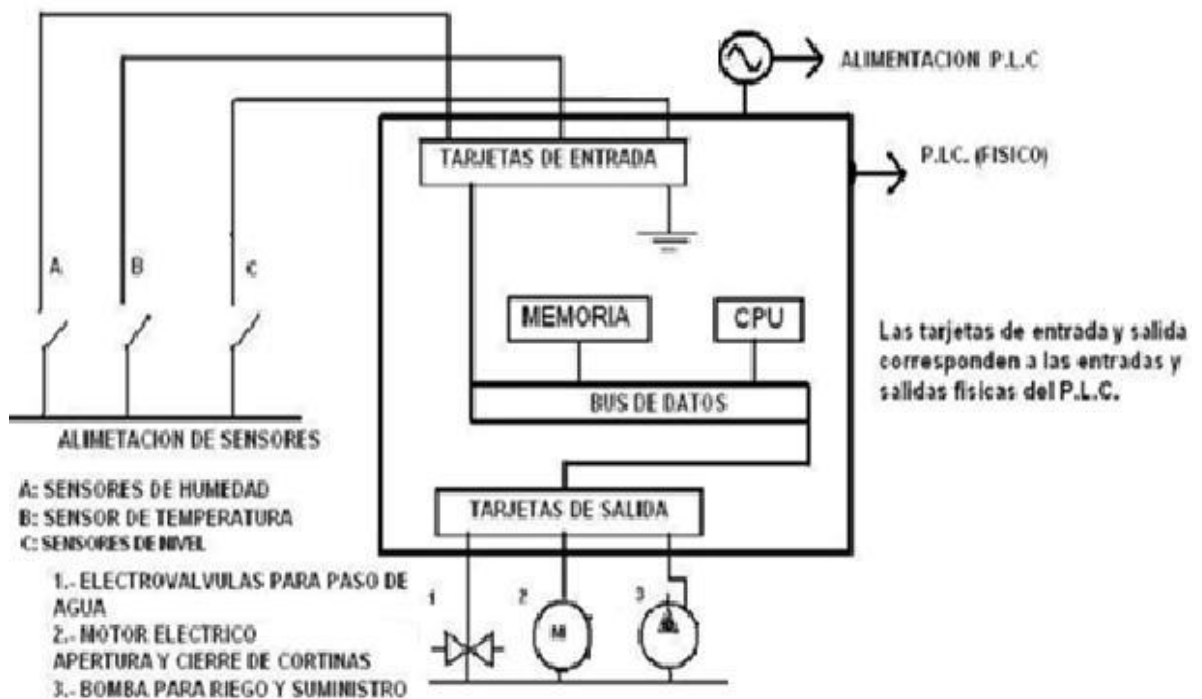 ALIMENTACION P.L.C
TARJETAS DE ENTRADA
P.LC. (FISICO)
A
B
C
MEMORIA
CPU
Las tarjetas de entrada y salida
corresponden a las entradas y
salidas fisicas del P.L.C.
BUS DE DATOS
ALIMETACION DE SENSORES
A: SENSORES DE HUMEDAD
B: SENSOR DE TEMPERATURA
C: SENSORES DE NIVEL
TARJETAS DE SALIDA
1.- ELECTROVALVULAS PARA PASO DE
AGUA
2.- MOTOR ELECTRICO
APERTURA Y CIERRE DE CORTINAS
3.- BOMBA PARA RIEGO Y SUMINISTRO
1
2
3
M